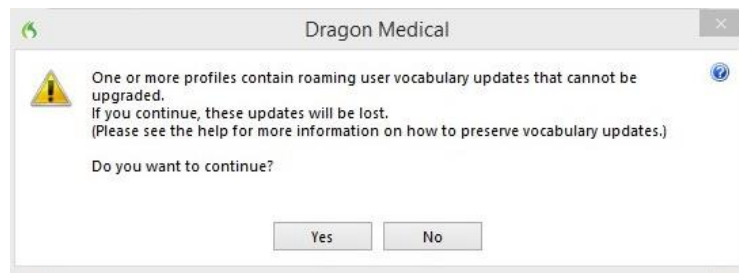 Dragon Medical
One or more profiles contain roaming user vocabulary updates that cannot be
upgraded.
If you continue, these updates will be lost.
(Please see the help for more information on how to preserve vocabulary updates.)
Do you want to continue?
Yes No